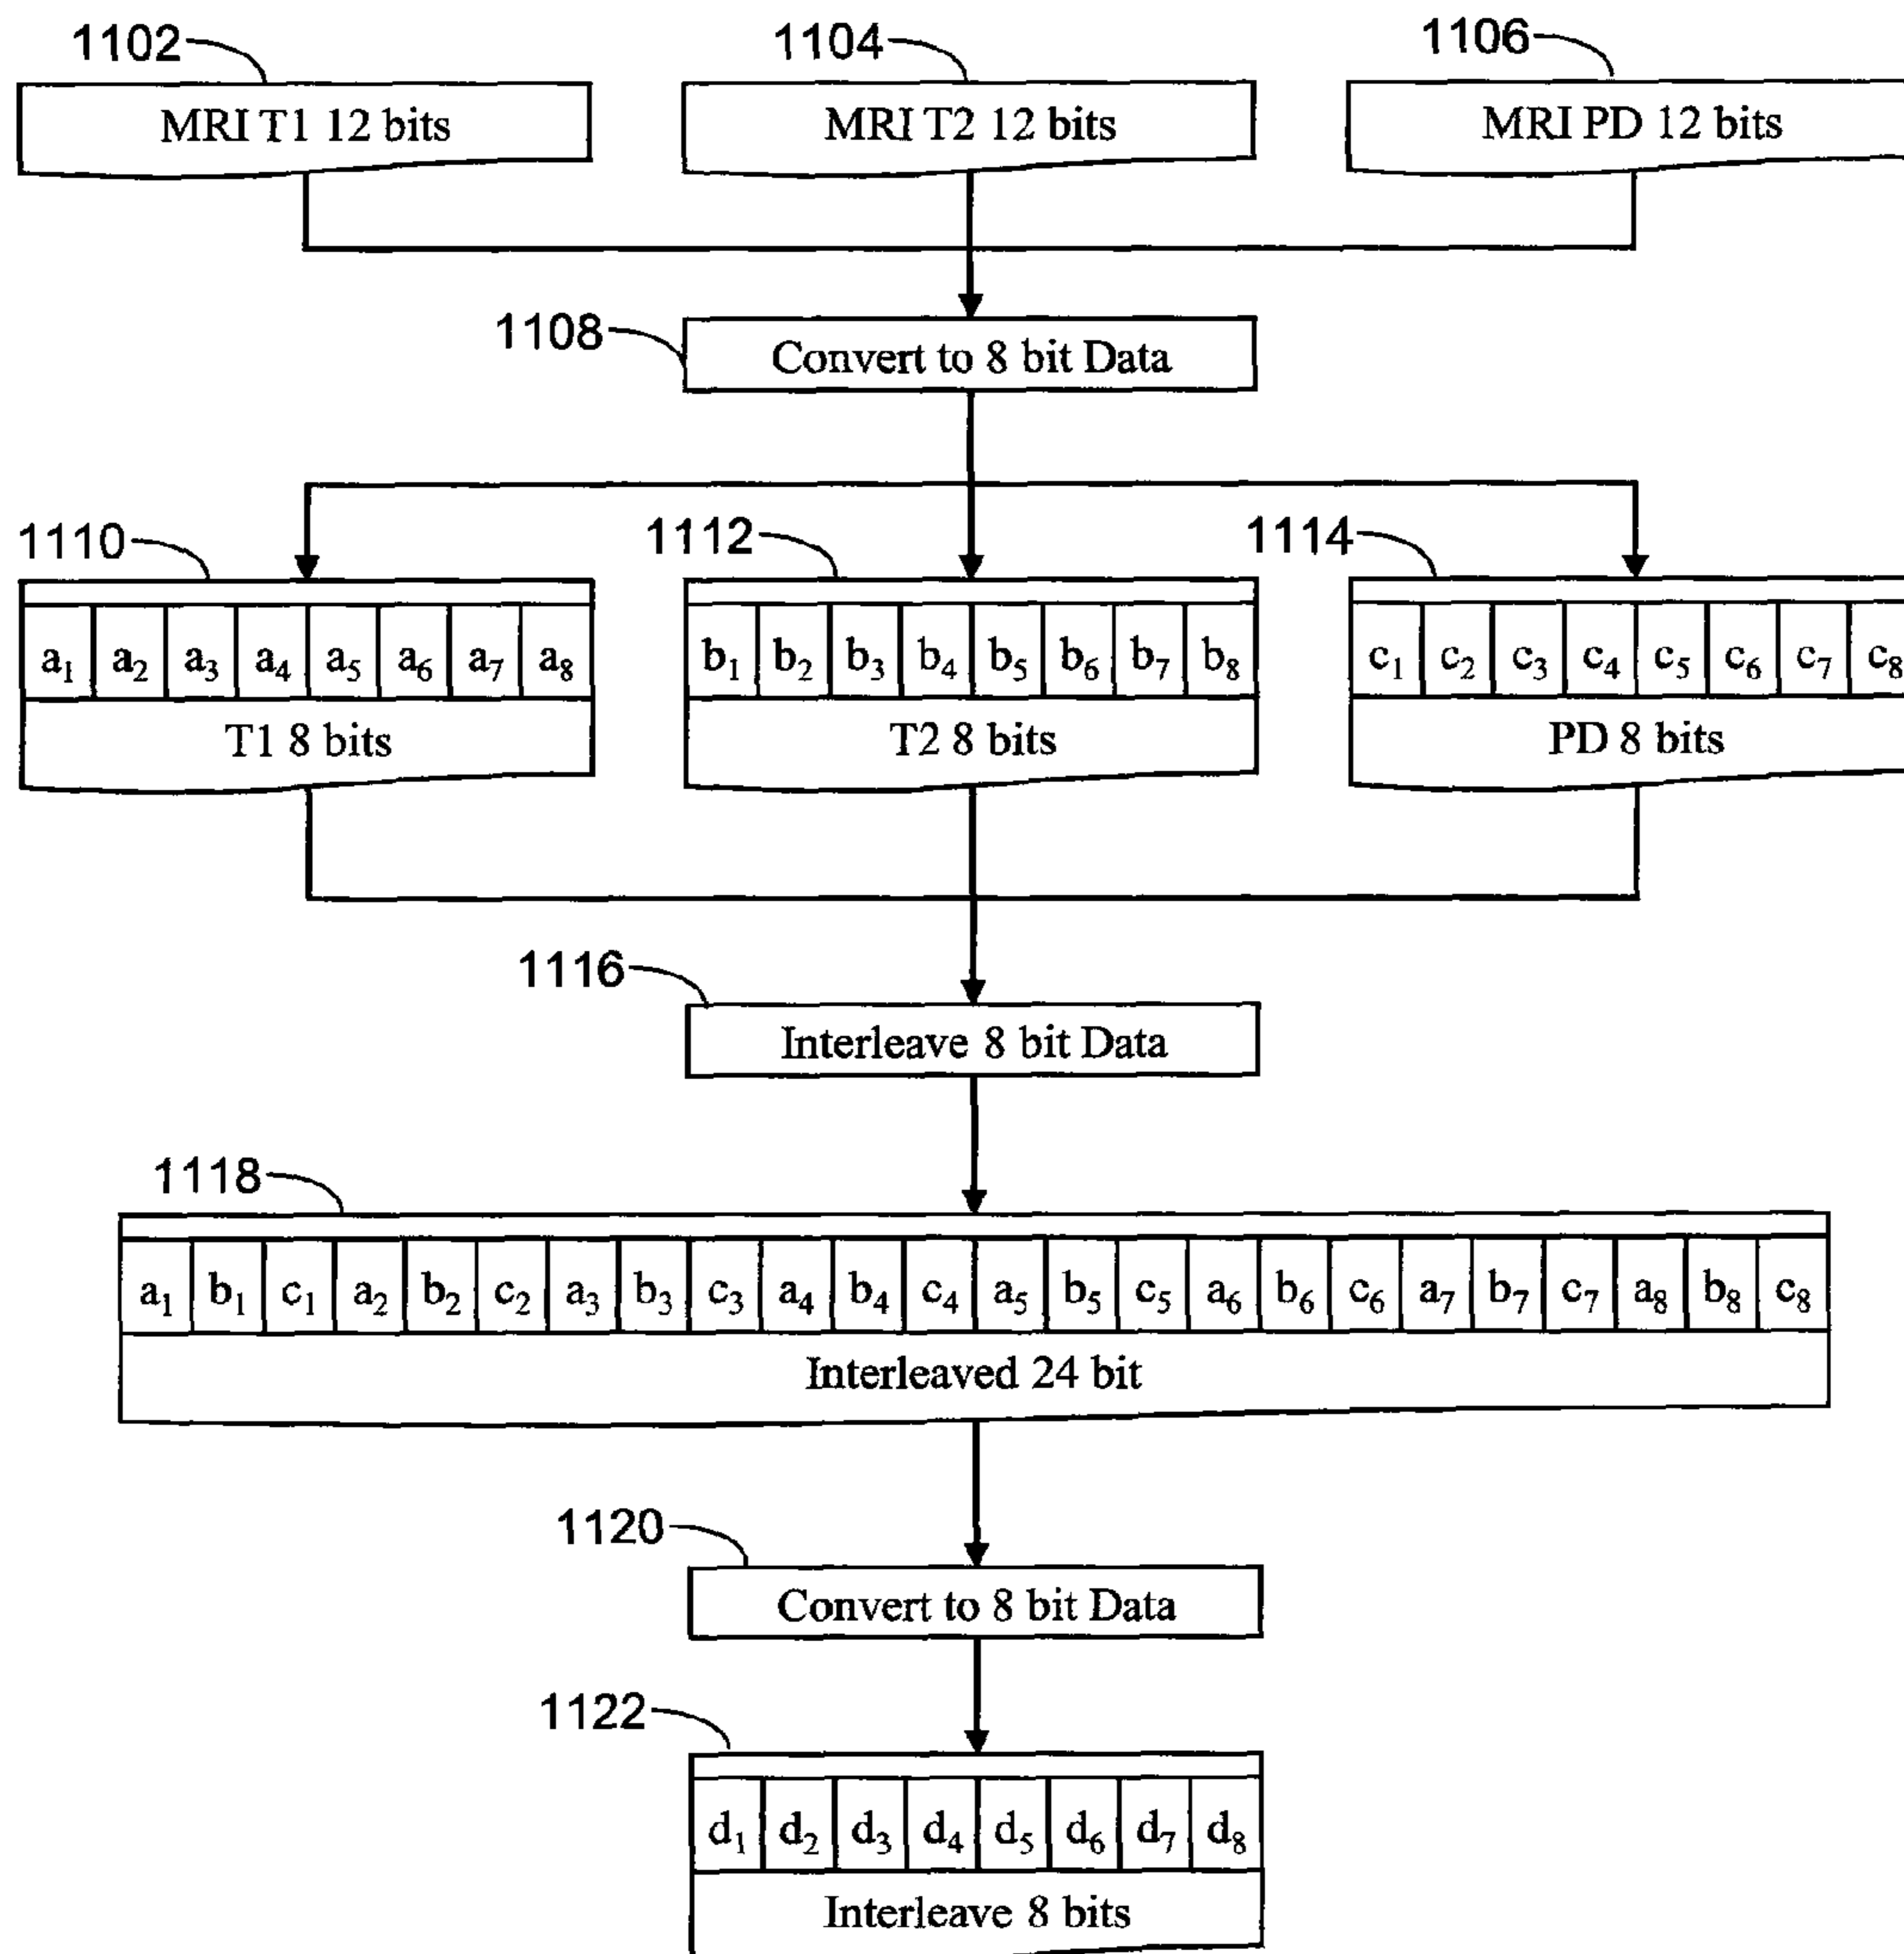 1102 1104 1106
MRI T1 12 bits MRI T2 12 bits MRI PD 12 bits
1108
Convert to 8 bit Data
1110 1112 1114
a₁ a₂ a₃ a₄ a₅ a₆ a₇ a₈ b₁ b₂ b₃ b₄ b₅ b₆ b₇ b₈ c₁ c₂ c₃ c₄ c₅ c₆ c₇ c₈
T1 8 bits T2 8 bits PD 8 bits
1116
Interleave 8 bit Data
1118
a₁ b₁ c₁ a₂ b₂ c₂ a₃ b₃ c₃ a₄ b₄ c₄ a₅ b₅ c₅ a₆ b₆ c₆ a₇ b₇ c₇ a₈ b₈ c₈
Interleaved 24 bit
1120
Convert to 8 bit Data
1122
d₁ d₂ d₃ d₄ d₅ d₆ d₇ d₈
Interleave 8 bits